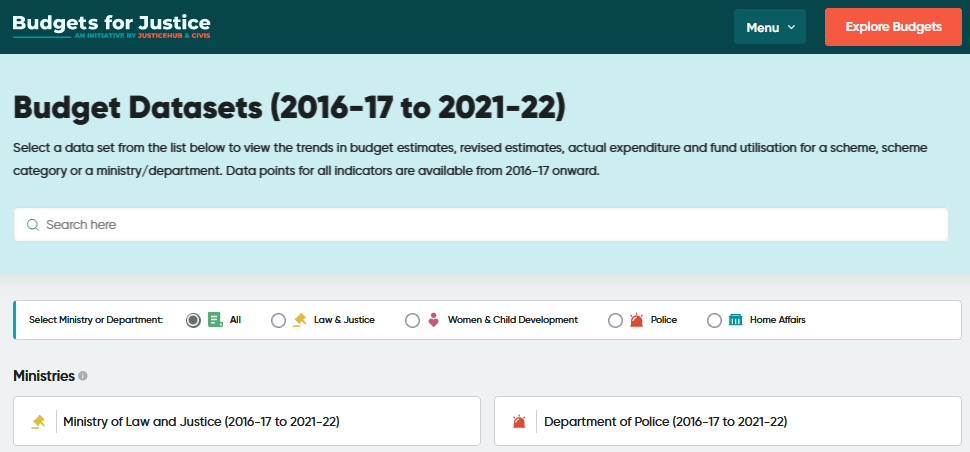 Budgets for Justice
AN INITIATIVE BY JUSTICEHUB & CIVIS
Menu
Explore Budgets
Budget Datasets (2016-17 to 2021-22)
Select a data set from the list below to view the trends in budget estimates, revised estimates, actual expenditure and fund utilisation for a scheme, scheme
category or a ministry/department. Data points for all indicators are available from 2016-17 onward.
Search here
Select Ministry or Department: All Law & Justice Women & Child Development Police Home Affairs
Ministries
Ministry of Law and Justice (2016-17 to 2021-22)
Department of Police (2016-17 to 2021-22)